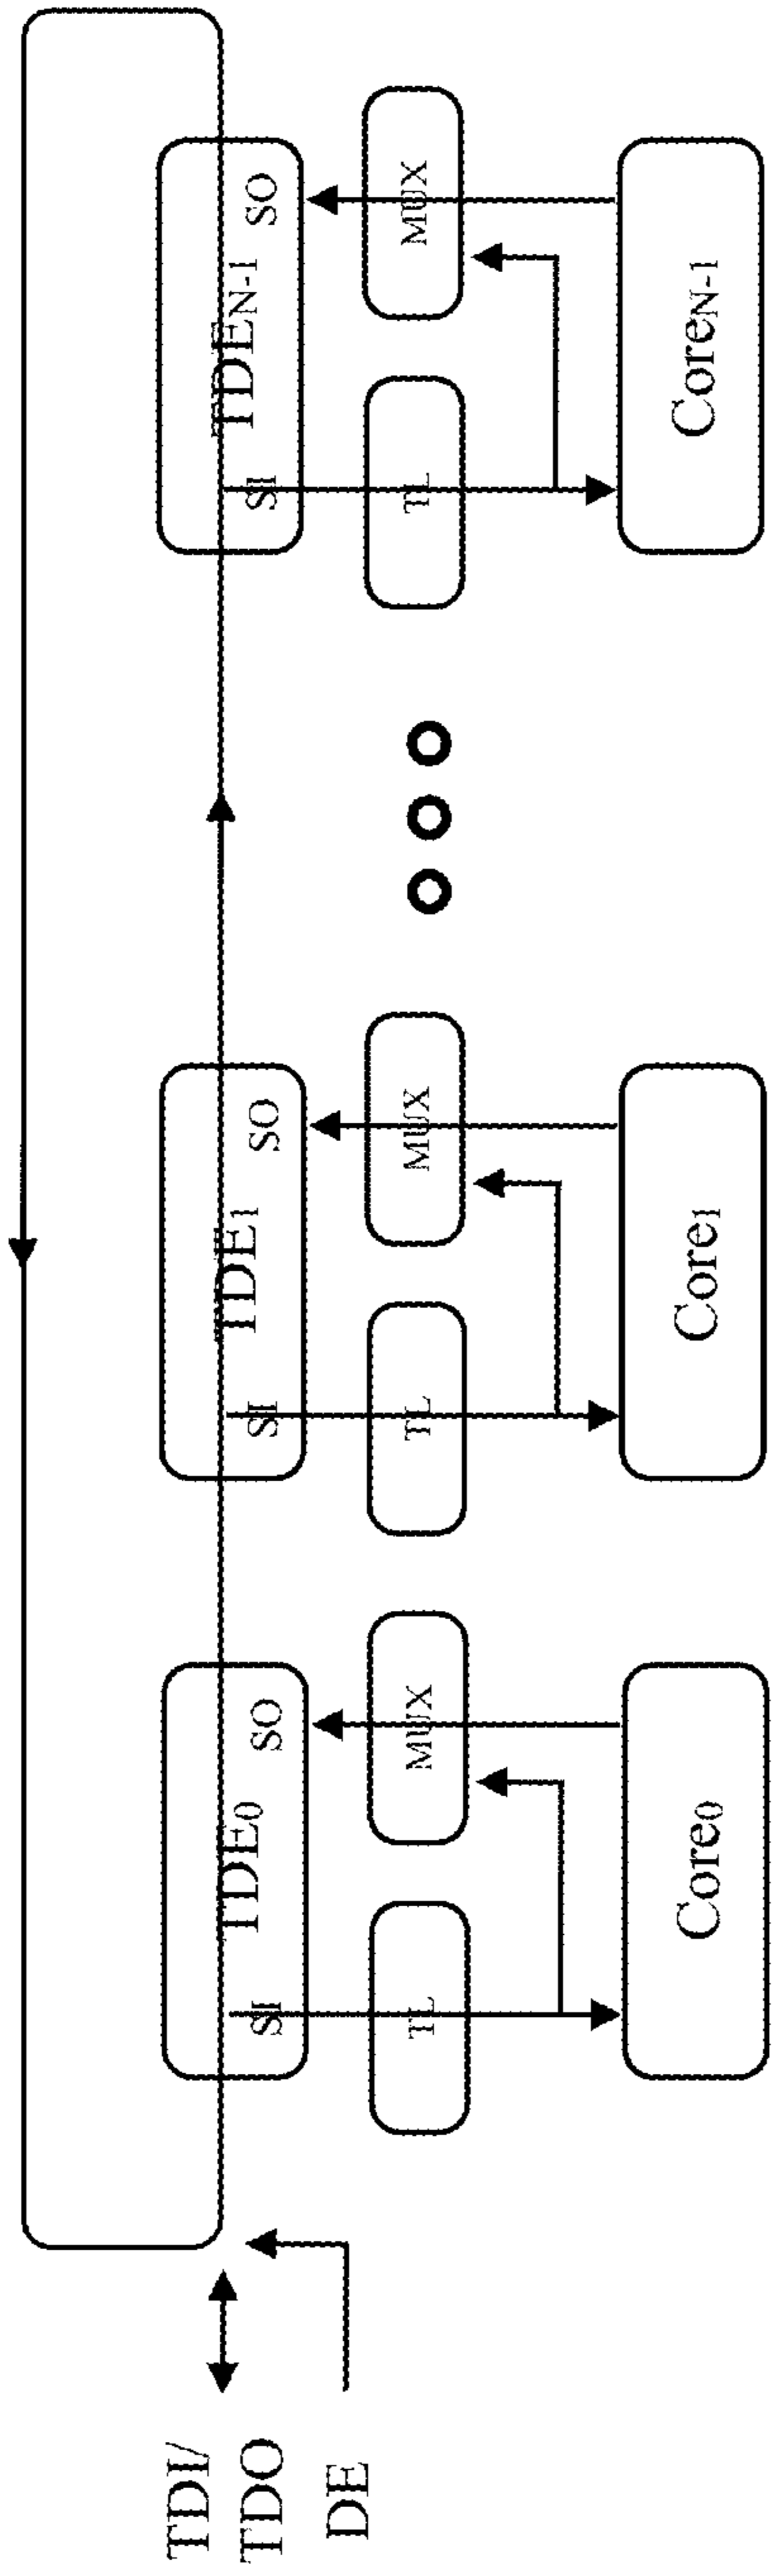 TDI/
TDO
DE
TDE0
SI
SO
TL
MUX
Core0
TDE1
SI
SO
TL
MUX
Core1
TDEN-1
SI
SO
TL
MUX
CoreN-1